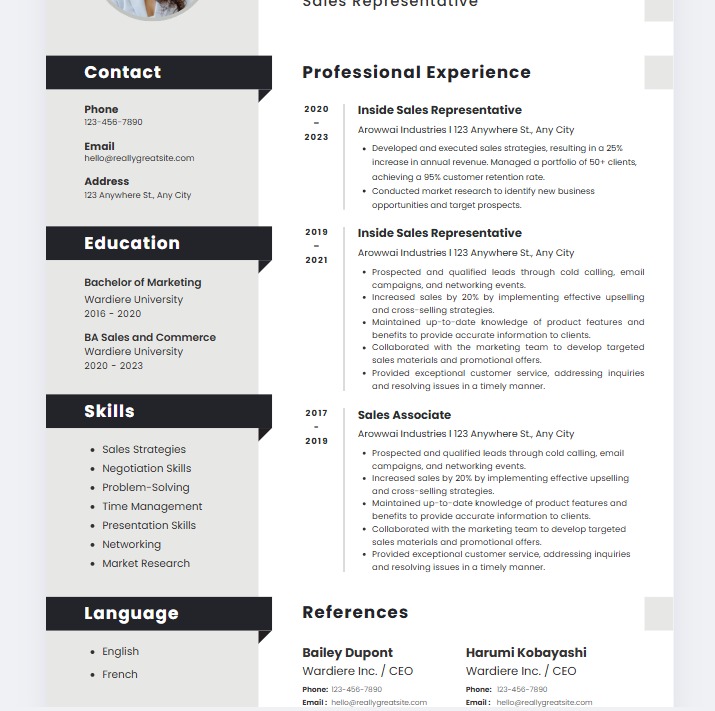 Sales Representative
Contact
Phone
123-456-7890
Email
hello@reallygreatsite.com
Address
123 Anywhere St., Any City
Education
Bachelor of Marketing
Wardiere University
2016 - 2020
BA Sales and Commerce
Wardiere University
2020 - 2023
Skills
• Sales Strategies
• Negotiation Skills
• Problem-Solving
• Time Management
• Presentation Skills
• Networking
• Market Research
Language
• English
• French
Professional Experience
2020
-
2023
Inside Sales Representative
Arowwai Industries I 123 Anywhere St., Any City
• Developed and executed sales strategies, resulting in a 25%
increase in annual revenue. Managed a portfolio of 50+ clients,
achieving a 95% customer retention rate.
• Conducted market research to identify new business
opportunities and target prospects.
2019
-
2021
Inside Sales Representative
Arowwai Industries I 123 Anywhere St., Any City
• Prospected and qualified leads through cold calling, email
campaigns, and networking events.
• Increased sales by 20% by implementing effective upselling
and cross-selling strategies.
• Maintained up-to-date knowledge of product features and
benefits to provide accurate information to clients.
• Collaborated with the marketing team to develop targeted
sales materials and promotional offers.
• Provided exceptional customer service, addressing inquiries
and resolving issues in a timely manner.
2017
-
2019
Sales Associate
Arowwai Industries I 123 Anywhere St., Any City
• Prospected and qualified leads through cold calling, email
campaigns, and networking events.
• Increased sales by 20% by implementing effective upselling
and cross-selling strategies.
• Maintained up-to-date knowledge of product features and
benefits to provide accurate information to clients.
• Collaborated with the marketing team to develop targeted
sales materials and promotional offers.
• Provided exceptional customer service, addressing inquiries
and resolving issues in a timely manner.
References
Bailey Dupont
Wardiere Inc. / CEO
Phone: 123-456-7890
Email : hello@reallygreatsite.com
Harumi Kobayashi
Wardiere Inc. / CEO
Phone: 123-456-7890
Email : hello@reallygreatsite.com